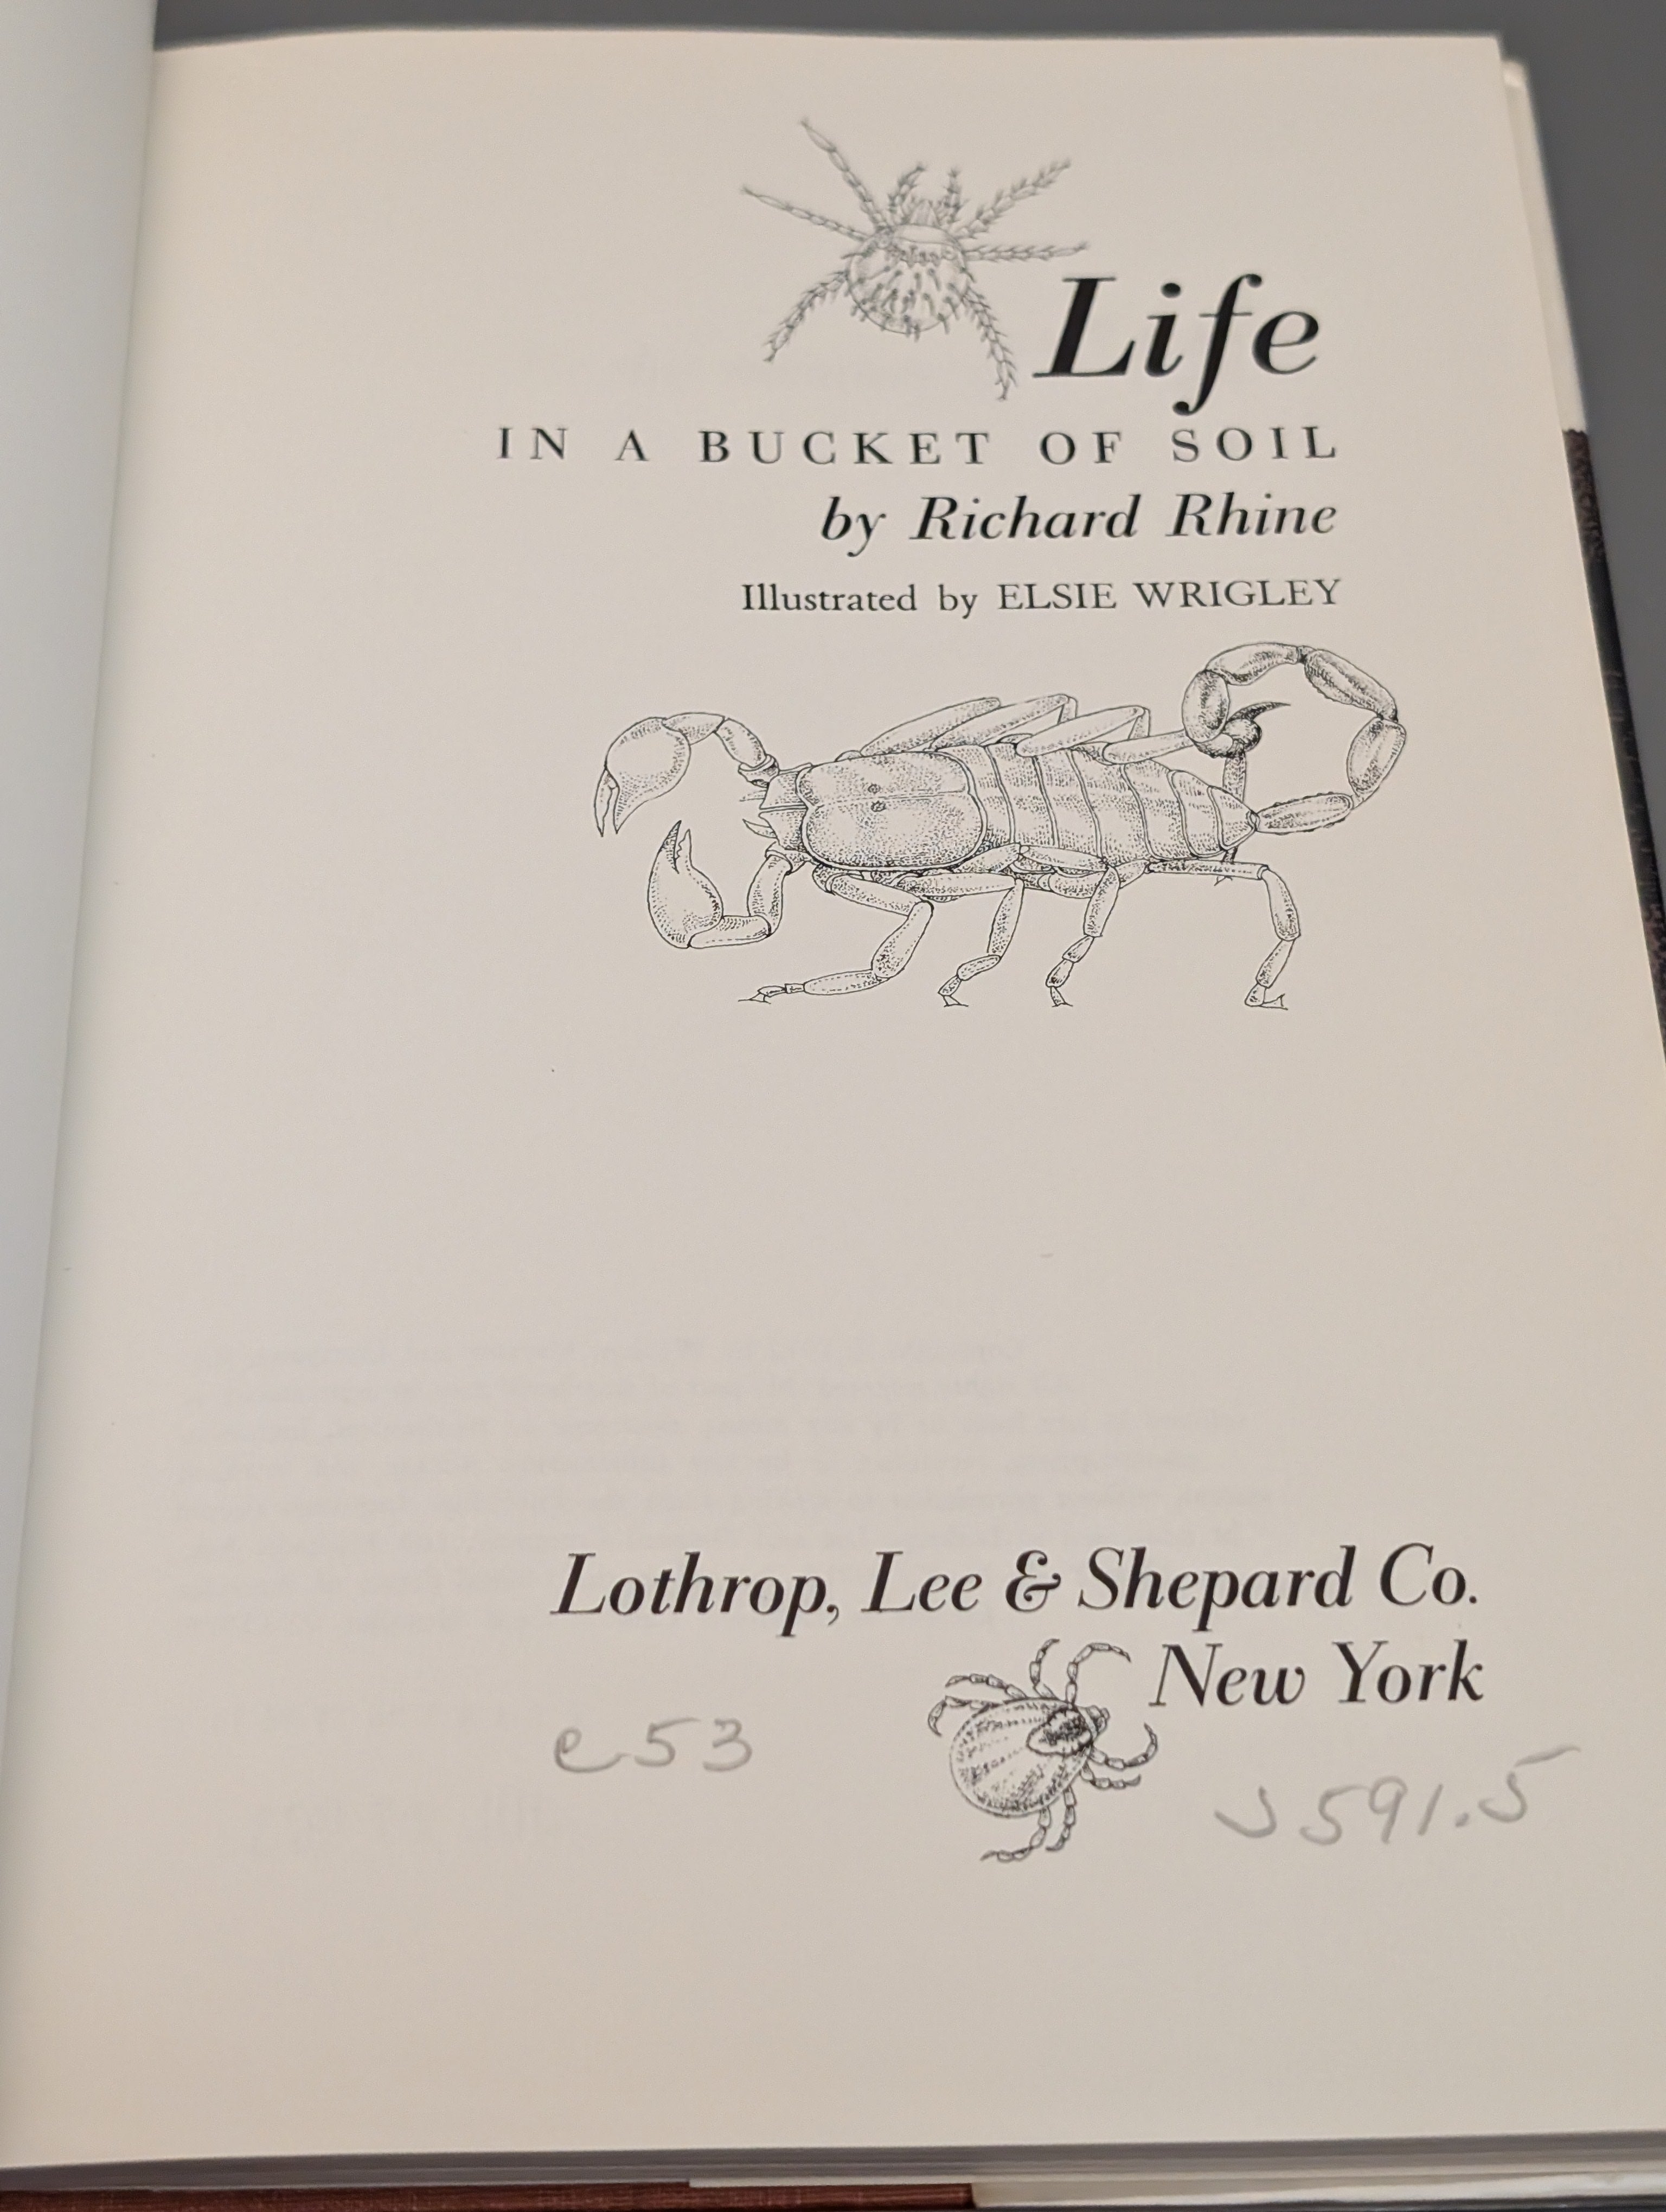 Life
IN A BUCKET OF SOIL
by Richard Rhine
Illustrated by ELSIE WRIGLEY
Lothrop, Lee & Shepard Co.
New York
e53
J591.5